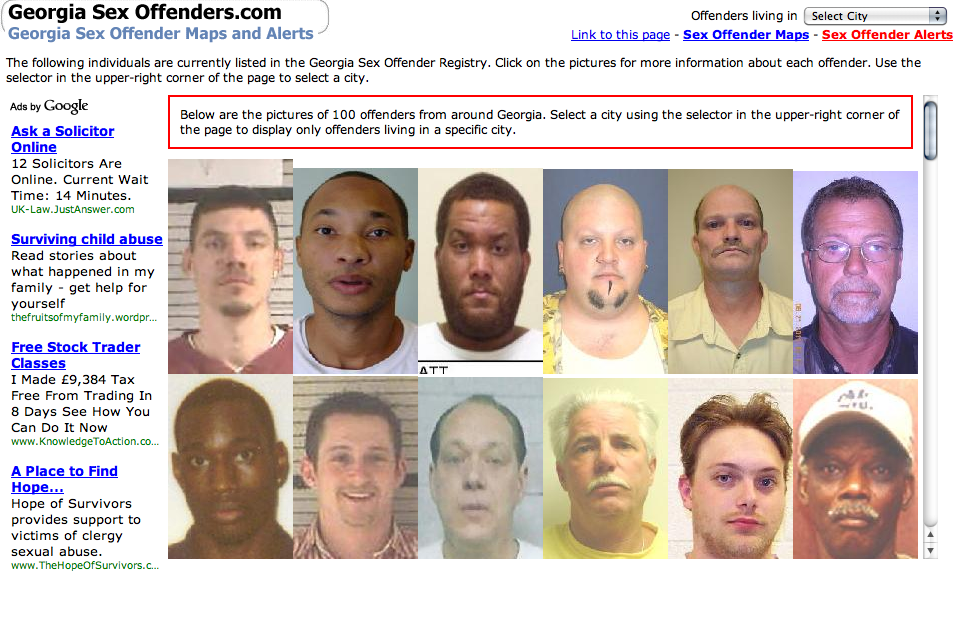 Georgia Sex Offenders.com
Georgia Sex Offender Maps and Alerts
Offenders living in Select City
Link to this page - Sex Offender Maps - Sex Offender Alerts
The following individuals are currently listed in the Georgia Sex Offender Registry. Click on the pictures for more information about each offender. Use the
selector in the upper-right corner of the page to select a city.
Ads by Google
Ask a Solicitor
Online
12 Solicitors Are
Online. Current Wait
Time: 14 Minutes.
UK-Law.JustAnswer.com
Surviving child abuse
Read stories about
what happened in my
family - get help for
yourself
thefruitsofmyfamily.wordpr...
Free Stock Trader
Classes
I Made £9,384 Tax
Free From Trading In
8 Days See How You
Can Do It Now
www.KnowledgeToAction.co...
A Place to Find
Hope...
Hope of Survivors
provides support to
victims of clergy
sexual abuse.
www.TheHopeOfSurvivors.c...
Below are the pictures of 100 offenders from around Georgia. Select a city using the selector in the upper-right corner of
the page to display only offenders living in a specific city.
ATT